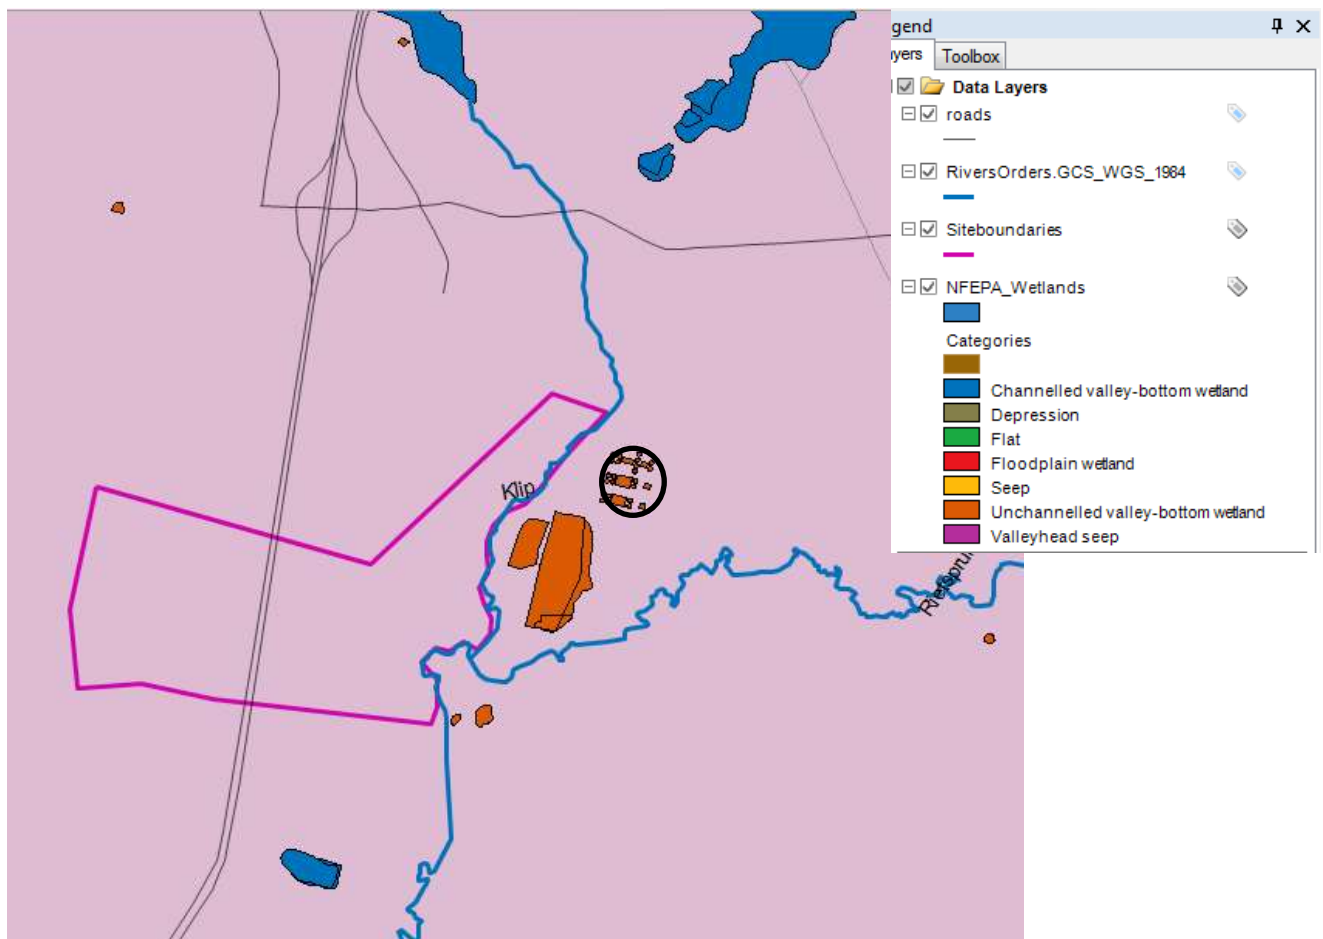 gend
yers Toolbox
Data Layers
roads
RiversOrders.GCS_WGS_1984
Siteboundaries
NFEPA_Wetlands
Categories
Channelled valley-bottom wetland
Depression
Flat
Floodplain wetland
Seep
Unchannelled valley-bottom wetland
Valleyhead seep
Klip